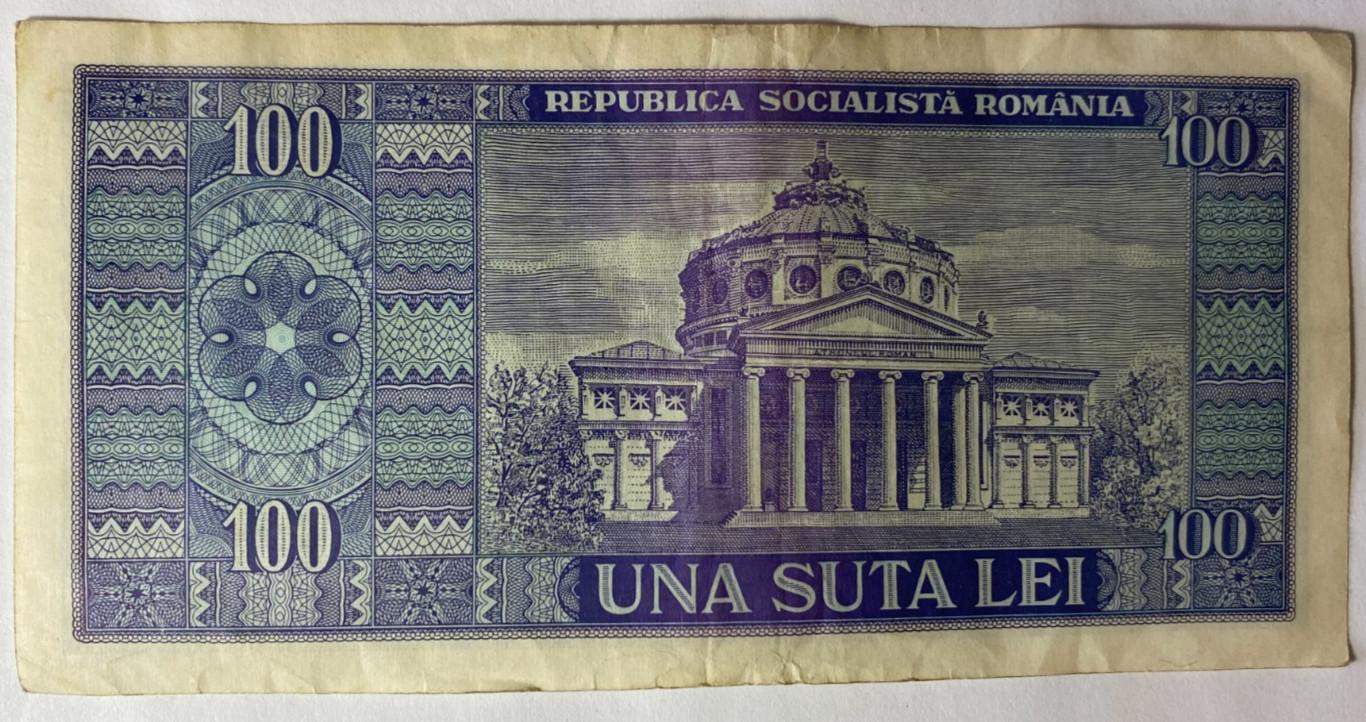 REPUBLICA SOCIALISTĂ ROMÂNIA
100
100
100
100
UNA SUTA LEI